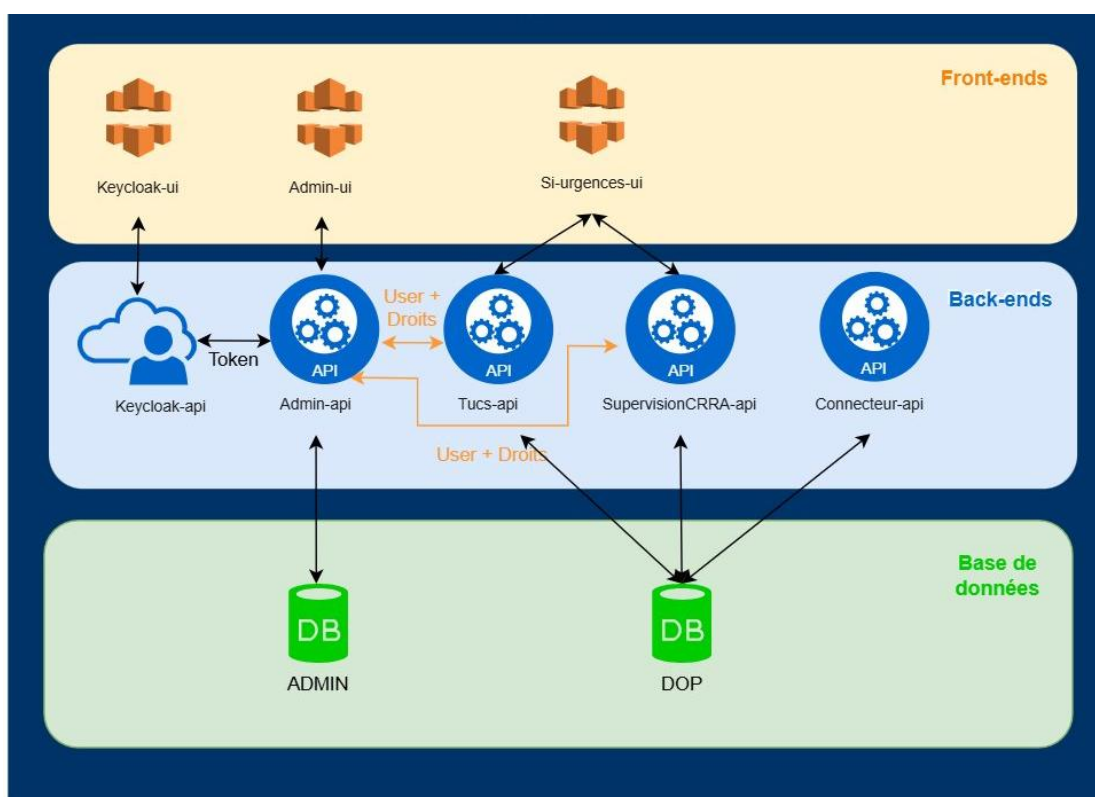 Front-ends
Keycloak-ui
Admin-ui
Si-urgences-ui
Back-ends
User +
Droits
Token
API
API
API
API
Keycloak-api
Admin-api
Tucs-api
SupervisionCRRA-api
Connecteur-api
User + Droits
Base de
données
DB
DB
ADMIN
DOP